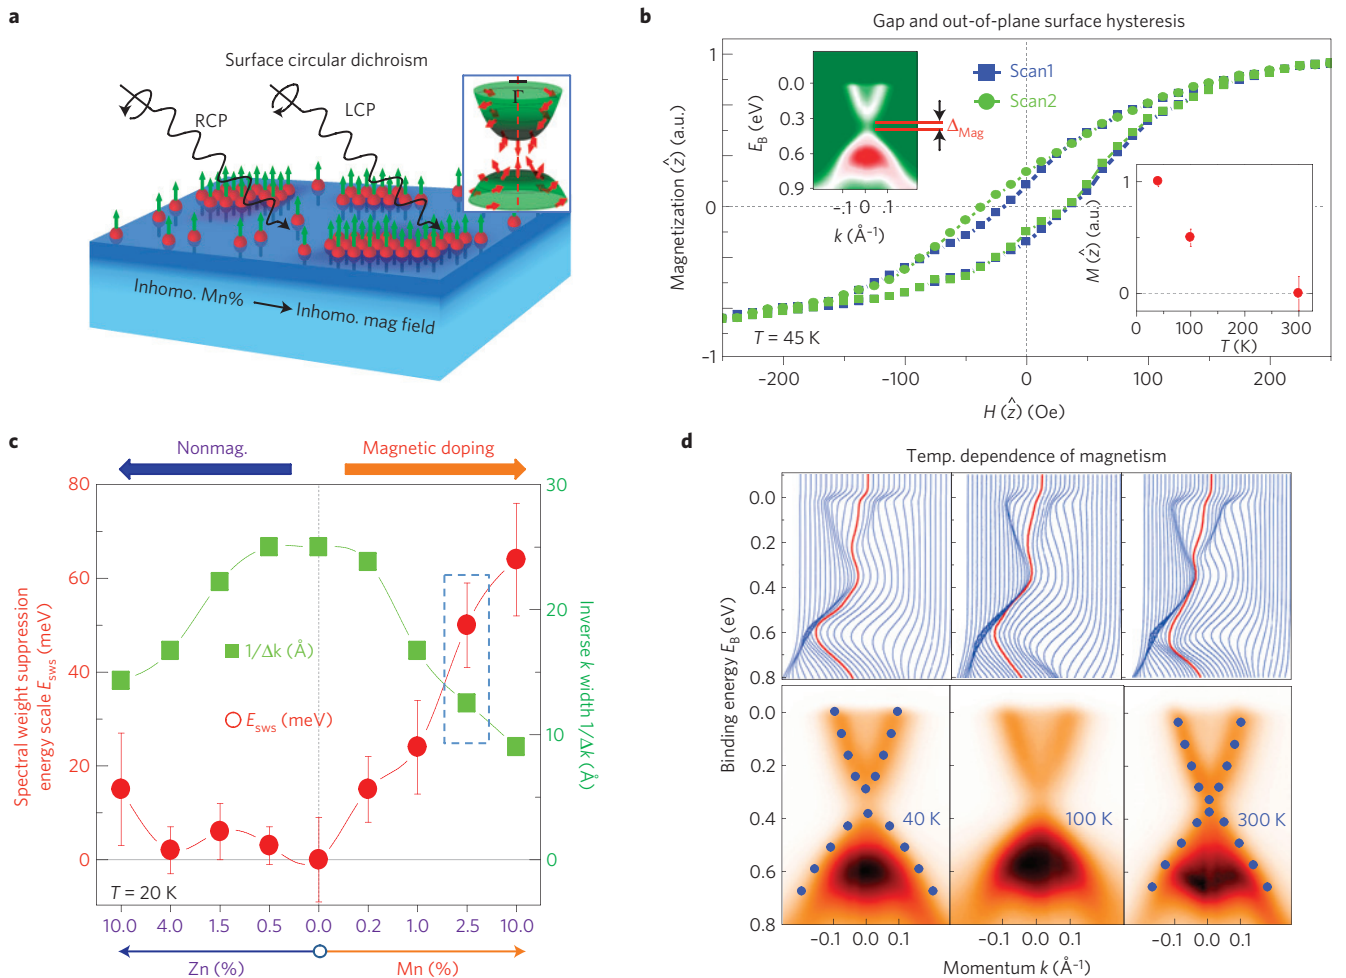 a
Surface circular dichroism
RCP
LCP
Γ
Inhomo. Mn%
Inhomo. mag field
b
Gap and out-of-plane surface hysteresis
Magnetization (ẑ) (a.u.)
1
0
-1
E_B (eV)
0.0
0.3
0.6
0.9
-.1 0 .1
k (Å⁻¹)
Δ_Mag
Scan1
Scan2
M (ẑ) (a.u.)
1
0
0 100 200 300
T (K)
T = 45 K
-200 -100 0 100 200
H (ẑ) (Oe)
c
Nonmag.
Magnetic doping
Spectral weight suppression
energy scale E_sws (meV)
80
60
40
20
0
30
20
10
0
Inverse k width 1/Δk (Å)
1/Δk (Å)
E_sws (meV)
T = 20 K
10.0 4.0 1.5 0.5 0.0 0.2 1.0 2.5 10.0
Zn (%)
Mn (%)
d
Temp. dependence of magnetism
Binding energy E_B (eV)
0.0
0.2
0.4
0.6
0.8
0.0
0.2
0.4
0.6
0.8
40 K
100 K
300 K
-0.1 0.0 0.1
-0.1 0.0 0.1
-0.1 0.0 0.1
Momentum k (Å⁻¹)